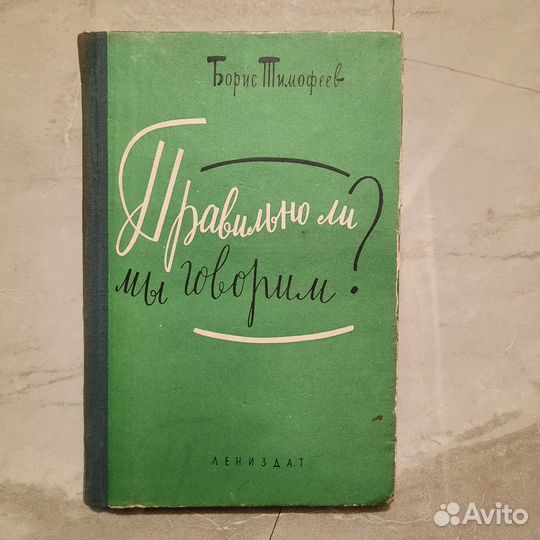 Борис Тимофеев
Правильно ли
мы говорим?
ЛЕНИЗДАТ
Avito